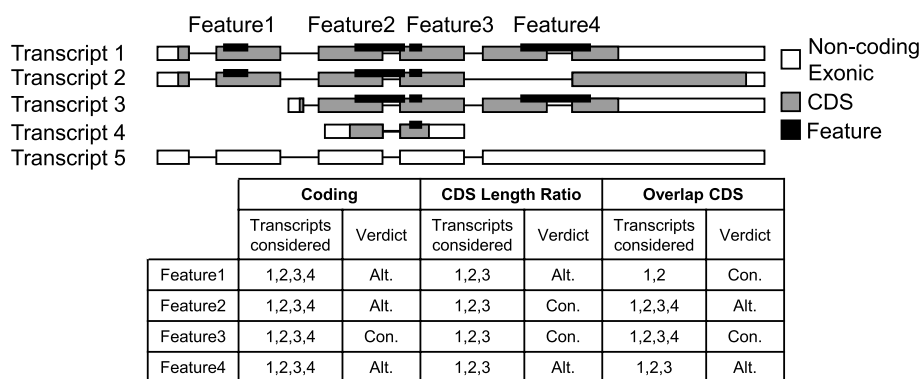 Feature1 Feature2 Feature3 Feature4
Transcript 1
Transcript 2
Transcript 3
Transcript 4
Transcript 5
Non-coding
Exonic
CDS
Feature
Coding CDS Length Ratio Overlap CDS
Transcripts considered Verdict Transcripts considered Verdict Transcripts considered Verdict
Feature1 1,2,3,4 Alt. 1,2,3 Alt. 1,2 Con.
Feature2 1,2,3,4 Alt. 1,2,3 Con. 1,2,3,4 Alt.
Feature3 1,2,3,4 Con. 1,2,3 Con. 1,2,3,4 Con.
Feature4 1,2,3,4 Alt. 1,2,3 Alt. 1,2,3 Alt.